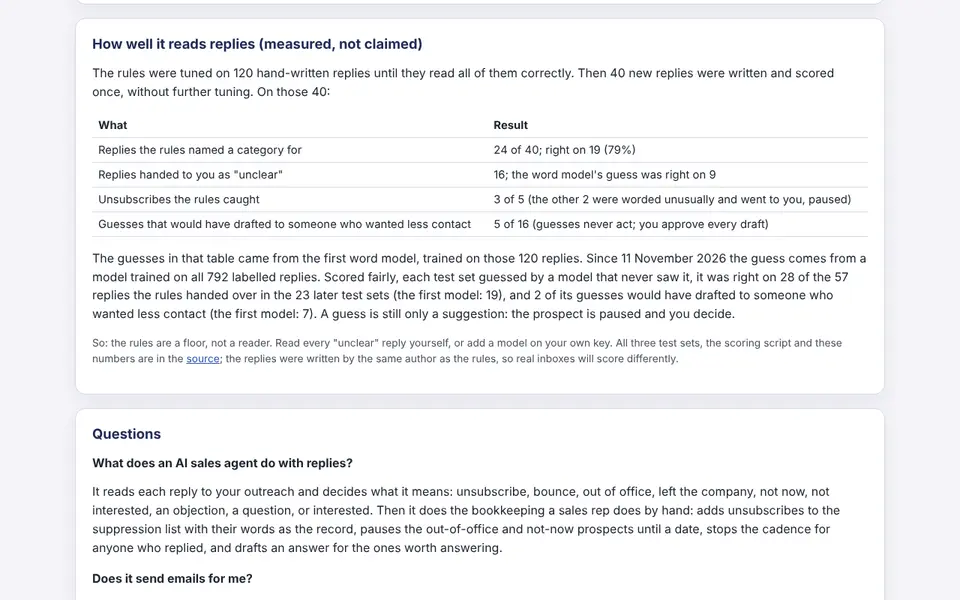 How well it reads replies (measured, not claimed)
The rules were tuned on 120 hand-written replies until they read all of them correctly. Then 40 new replies were written and scored
once, without further tuning. On those 40:
What Result
Replies the rules named a category for 24 of 40; right on 19 (79%)
Replies handed to you as "unclear" 16; the word model's guess was right on 9
Unsubscribes the rules caught 3 of 5 (the other 2 were worded unusually and went to you, paused)
Guesses that would have drafted to someone who wanted less contact 5 of 16 (guesses never act; you approve every draft)
The guesses in that table came from the first word model, trained on those 120 replies. Since 11 November 2026 the guess comes from a
model trained on all 792 labelled replies. Scored fairly, each test set guessed by a model that never saw it, it was right on 28 of the 57
replies the rules handed over in the 23 later test sets (the first model: 19), and 2 of its guesses would have drafted to someone who
wanted less contact (the first model: 7). A guess is still only a suggestion: the prospect is paused and you decide.
So: the rules are a floor, not a reader. Read every "unclear" reply yourself, or add a model on your own key. All three test sets, the scoring script and these
numbers are in the source; the replies were written by the same author as the rules, so real inboxes will score differently.
Questions
What does an AI sales agent do with replies?
It reads each reply to your outreach and decides what it means: unsubscribe, bounce, out of office, left the company, not now, not
interested, an objection, a question, or interested. Then it does the bookkeeping a sales rep does by hand: adds unsubscribes to the
suppression list with their words as the record, pauses the out-of-office and not-now prospects until a date, stops the cadence for
anyone who replied, and drafts an answer for the ones worth answering.
Does it send emails for me?